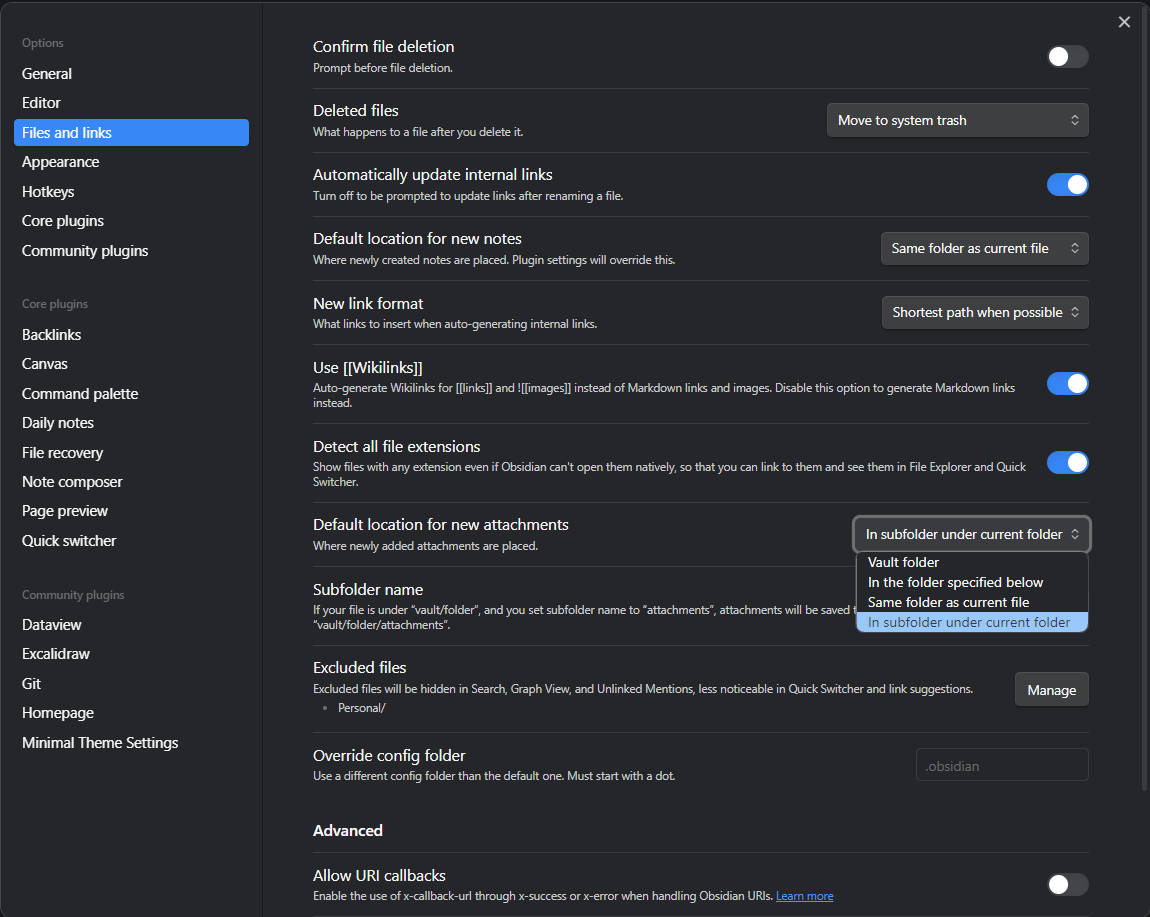 Options
General
Editor
Files and links
Appearance
Hotkeys
Core plugins
Community plugins
Core plugins
Backlinks
Canvas
Command palette
Daily notes
File recovery
Note composer
Page preview
Quick switcher
Community plugins
Dataview
Excalidraw
Git
Homepage
Minimal Theme Settings
Confirm file deletion
Prompt before file deletion.
Deleted files
What happens to a file after you delete it.
Move to system trash
Automatically update internal links
Turn off to be prompted to update links after renaming a file.
Default location for new notes
Where newly created notes are placed. Plugin settings will override this.
Same folder as current file
New link format
What links to insert when auto-generating internal links.
Shortest path when possible
Use [[Wikilinks]]
Auto-generate Wikilinks for [[links]] and ![[images]] instead of Markdown links and images. Disable this option to generate Markdown links
instead.
Detect all file extensions
Show files with any extension even if Obsidian can't open them natively, so that you can link to them and see them in File Explorer and Quick
Switcher.
Default location for new attachments
Where newly added attachments are placed.
In subfolder under current folder
Vault folder
In the folder specified below
Same folder as current file
In subfolder under current folder
Subfolder name
If your file is under "vault/folder", and you set subfolder name to "attachments", attachments will be saved
"vault/folder/attachments".
Excluded files
Excluded files will be hidden in Search, Graph View, and Unlinked Mentions, less noticeable in Quick Switcher and link suggestions.
• Personal/
Manage
Override config folder
Use a different config folder than the default one. Must start with a dot.
.obsidian
Advanced
Allow URI callbacks
Enable the use of x-callback-url through x-success or x-error when handling Obsidian URIs. Learn more